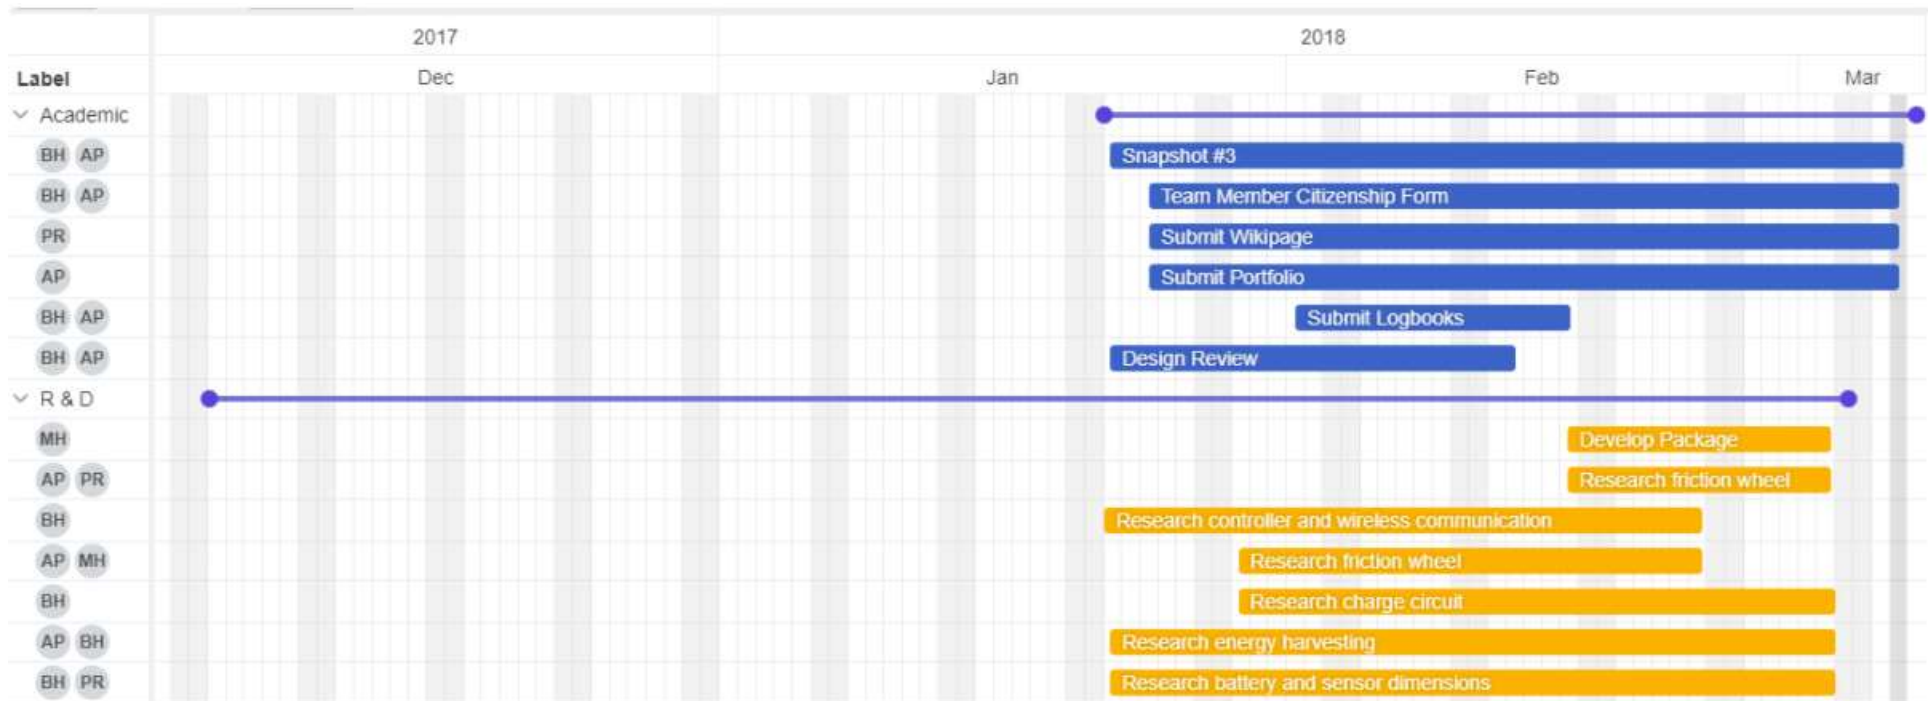 2017 2018
Label Dec Jan Feb Mar
Academic
BH AP Snapshot #3
BH AP Team Member Citizenship Form
PR Submit Wikipage
AP Submit Portfolio
BH AP Submit Logbooks
BH AP Design Review
R & D
MH Develop Package
AP PR Research friction wheel
BH Research controller and wireless communication
AP MH Research friction wheel
BH Research charge circuit
AP BH Research energy harvesting
BH PR Research battery and sensor dimensions